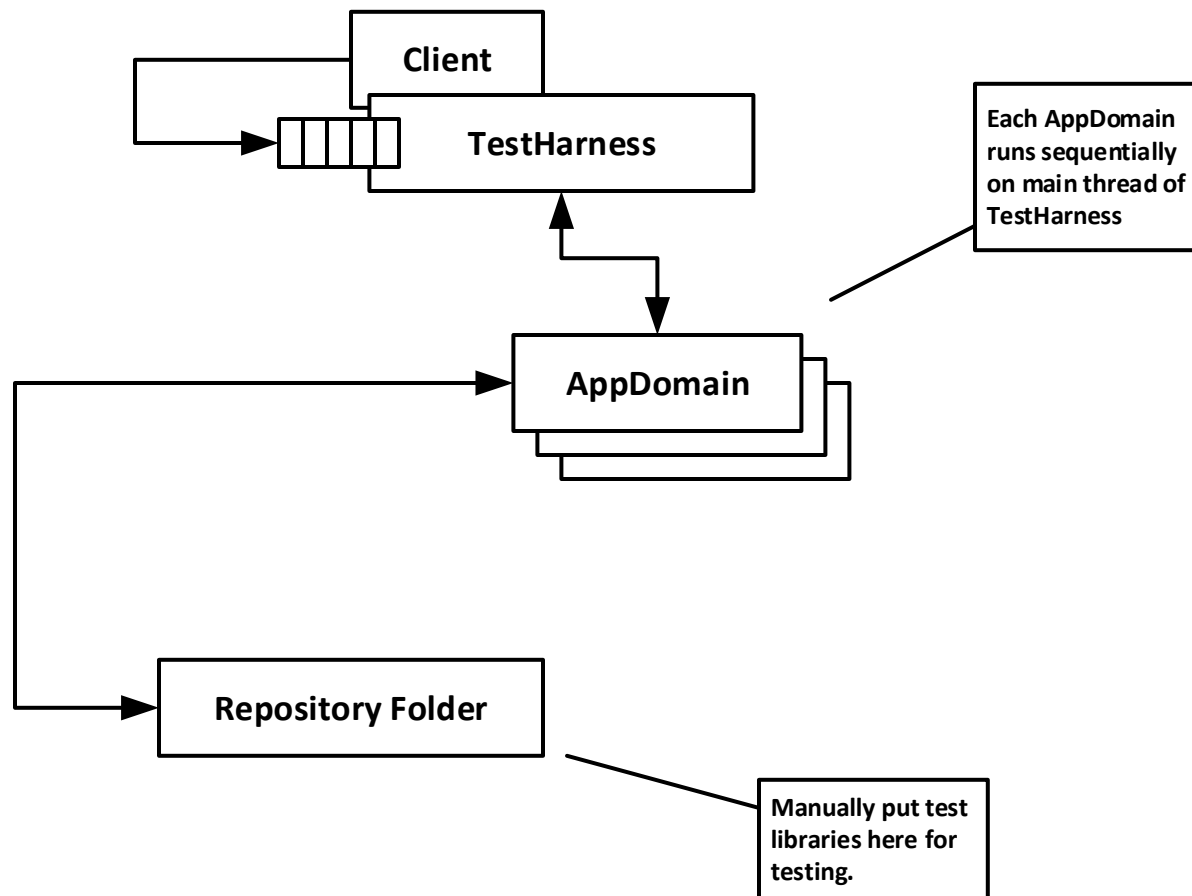 Client
TestHarness
Each AppDomain
runs sequentially
on main thread of
TestHarness
AppDomain
Repository Folder
Manually put test
libraries here for
testing.